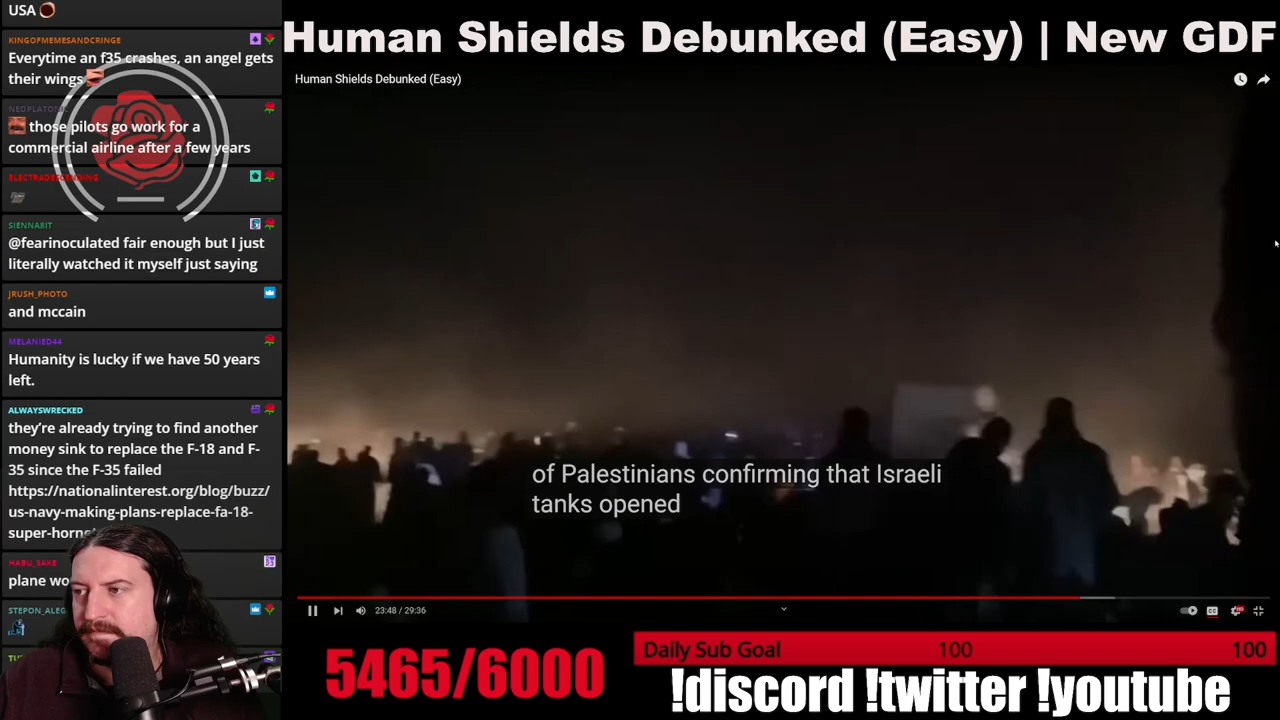 USA
KINGOFMEMESANDCRINGE
Everytime an f35 crashes, an angel gets
their wings
NEOPLATONIC
those pilots go work for a
commercial airline after a few years
SIENNABIT
@fearinoculated fair enough but I just
literally watched it myself just saying
JRUSH_PHOTO
and mccain
MELANIED44
Humanity is lucky if we have 50 years
left.
ALWAYSWRECKED
they're already trying to find another
money sink to replace the F-18 and F-
35 since the F-35 failed
https://nationalinterest.org/blog/buzz/
us-navy-making-plans-replace-fa-18-
super-horne
HABU_SAKE
plane wo
STEPON_ALEG
Human Shields Debunked (Easy) | New GDF
Human Shields Debunked (Easy)
of Palestinians confirming that Israeli
tanks opened
23:48 / 29:36
CC
Daily Sub Goal 100 100
5465/6000
!discord !twitter !youtube